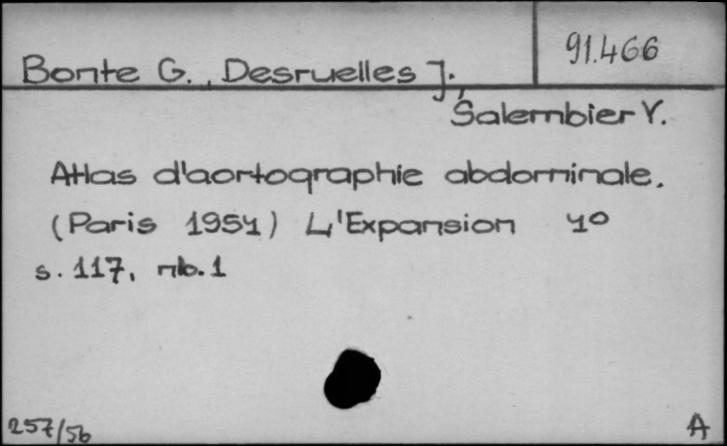 91.466
Bonte G., Desruelles J.,
Salembier Y.
Atlas d'aortographie abdominale.
(Paris 1954) L'Expansion 4°
s. 117, nb. 1
257/56
A